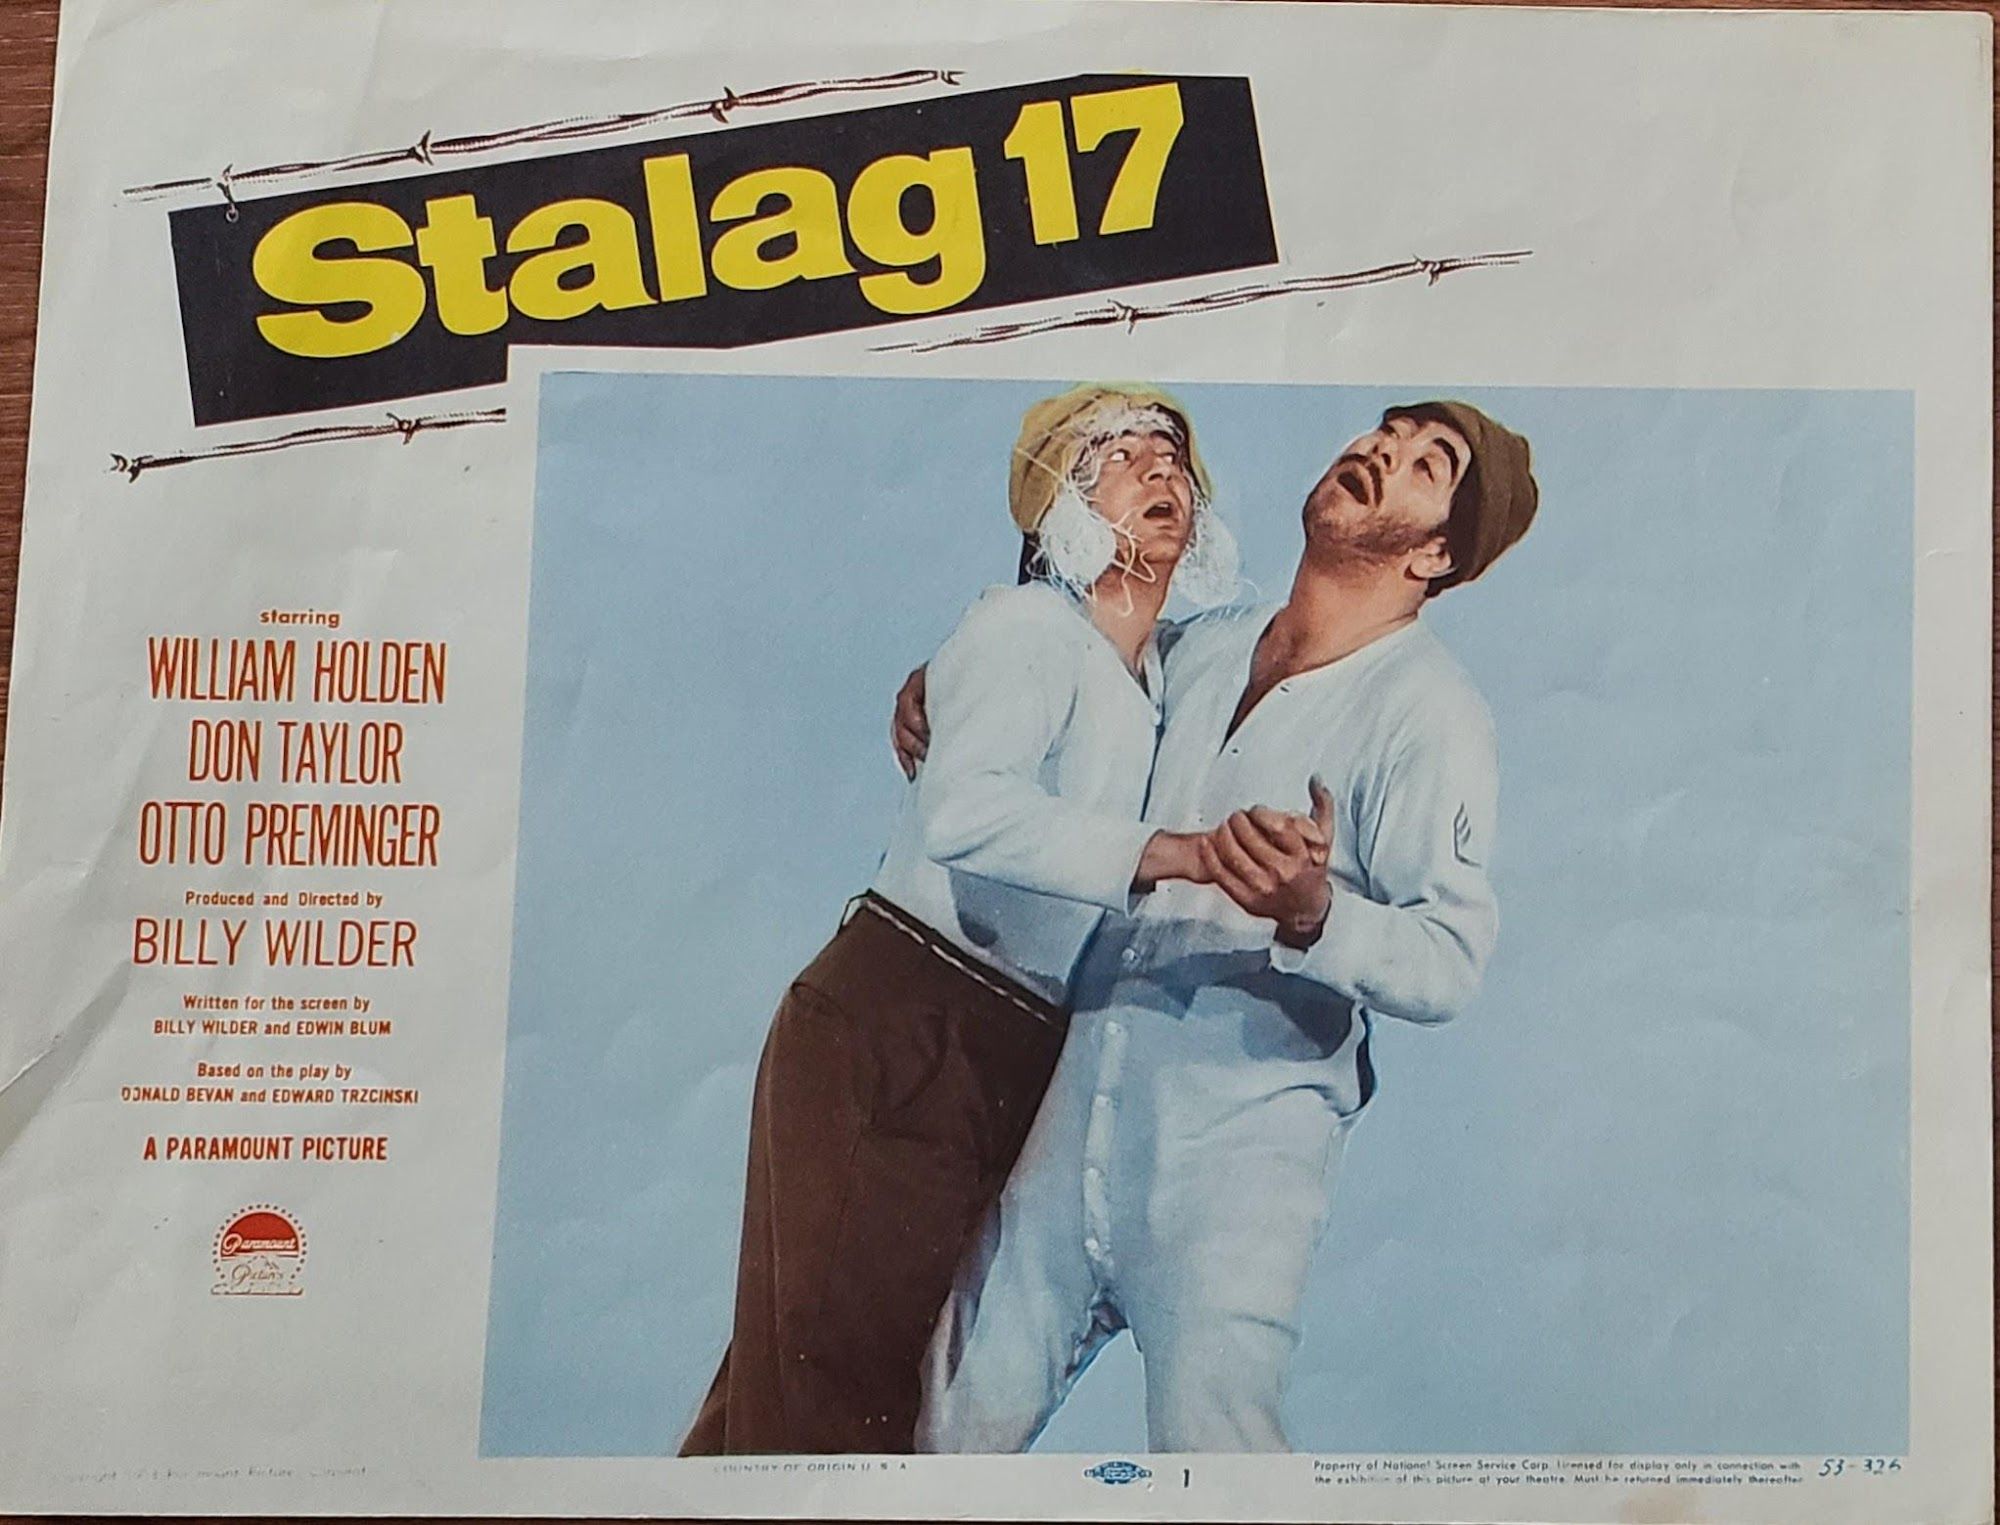 Stalag 17
starring
WILLIAM HOLDEN
DON TAYLOR
OTTO PREMINGER
Produced and Directed by
BILLY WILDER
Written for the screen by
BILLY WILDER and EDWIN BLUM
Based on the play by
DONALD BEVAN and EDWARD TRZCINSKI
A PARAMOUNT PICTURE
Paramount
COUNTRY OF ORIGIN U. S. A.
1
Property of National Screen Service Corp. Licensed for display only in connection with
the exhibition of this picture at your theatre. Must be returned immediately thereafter
53-326